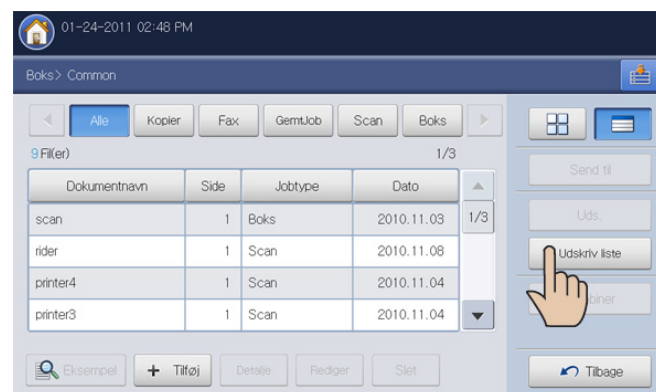 01-24-2011 02:48 PM
Boks> Common
Alle Kopier Fax GemtJob Scan Boks
9 Fil(er) 1/3
Dokumentnavn Side Jobtype Dato
scan 1 Boks 2010.11.03
1/3
rider 1 Scan 2010.11.08
printer4 1 Scan 2010.11.04
printer3 1 Scan 2010.11.04
Eksempel + Tilføj Detalje Rediger Slet
Send til
Uds..
Udskriv liste
Tilbage